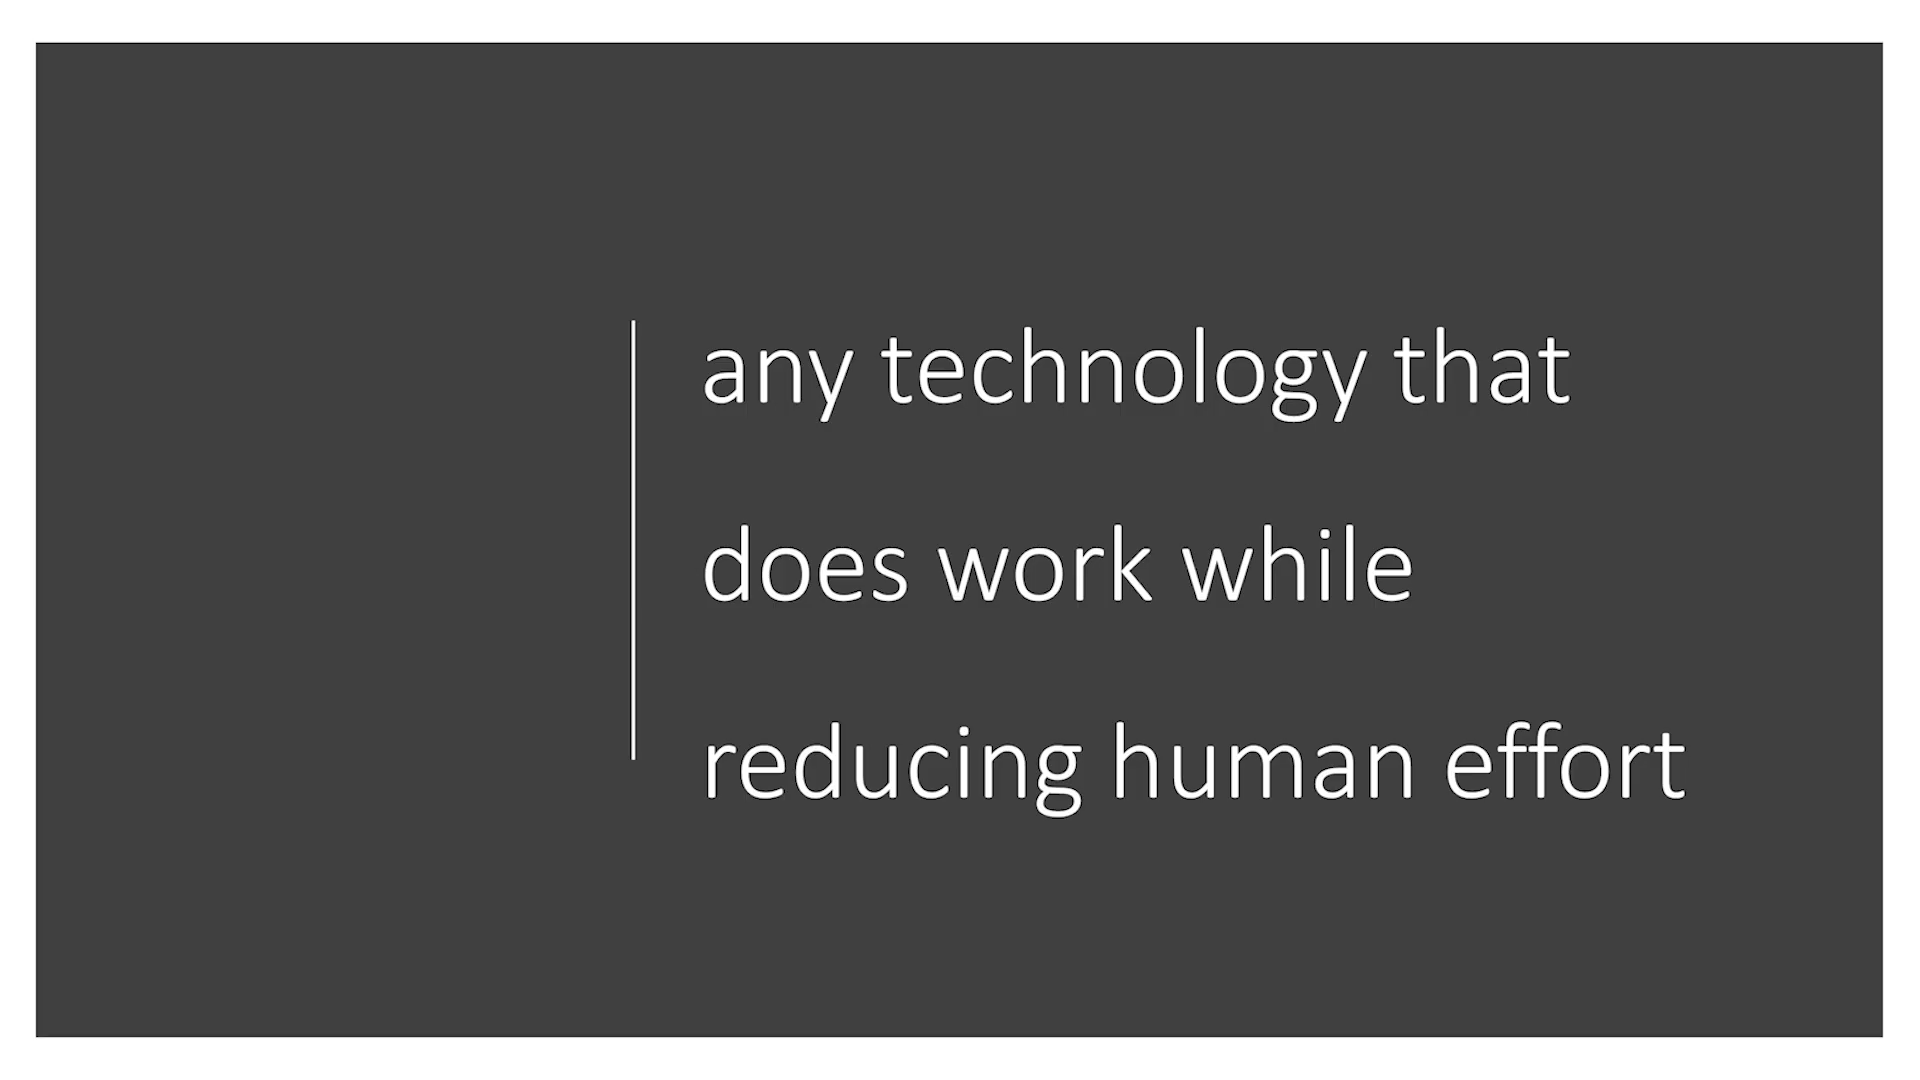 any technology that
does work while
reducing human effort